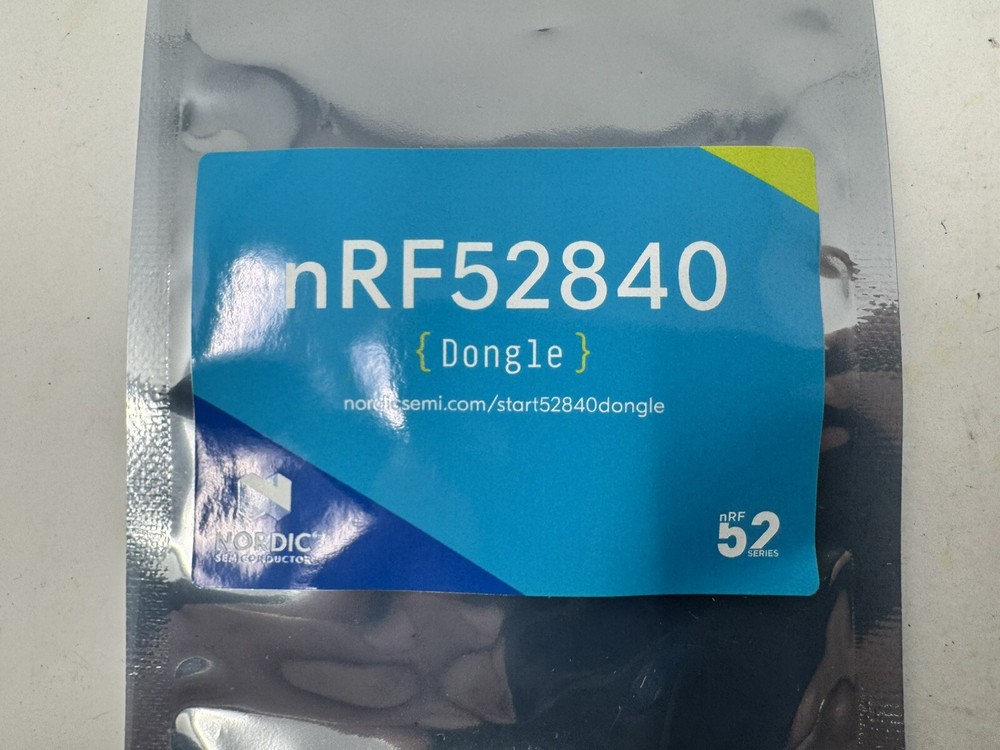 nRF52840
{ Dongle }
nordicsemi.com/start52840dongle
NORDIC®
SEMICONDUCTOR
nRF
52
SERIES